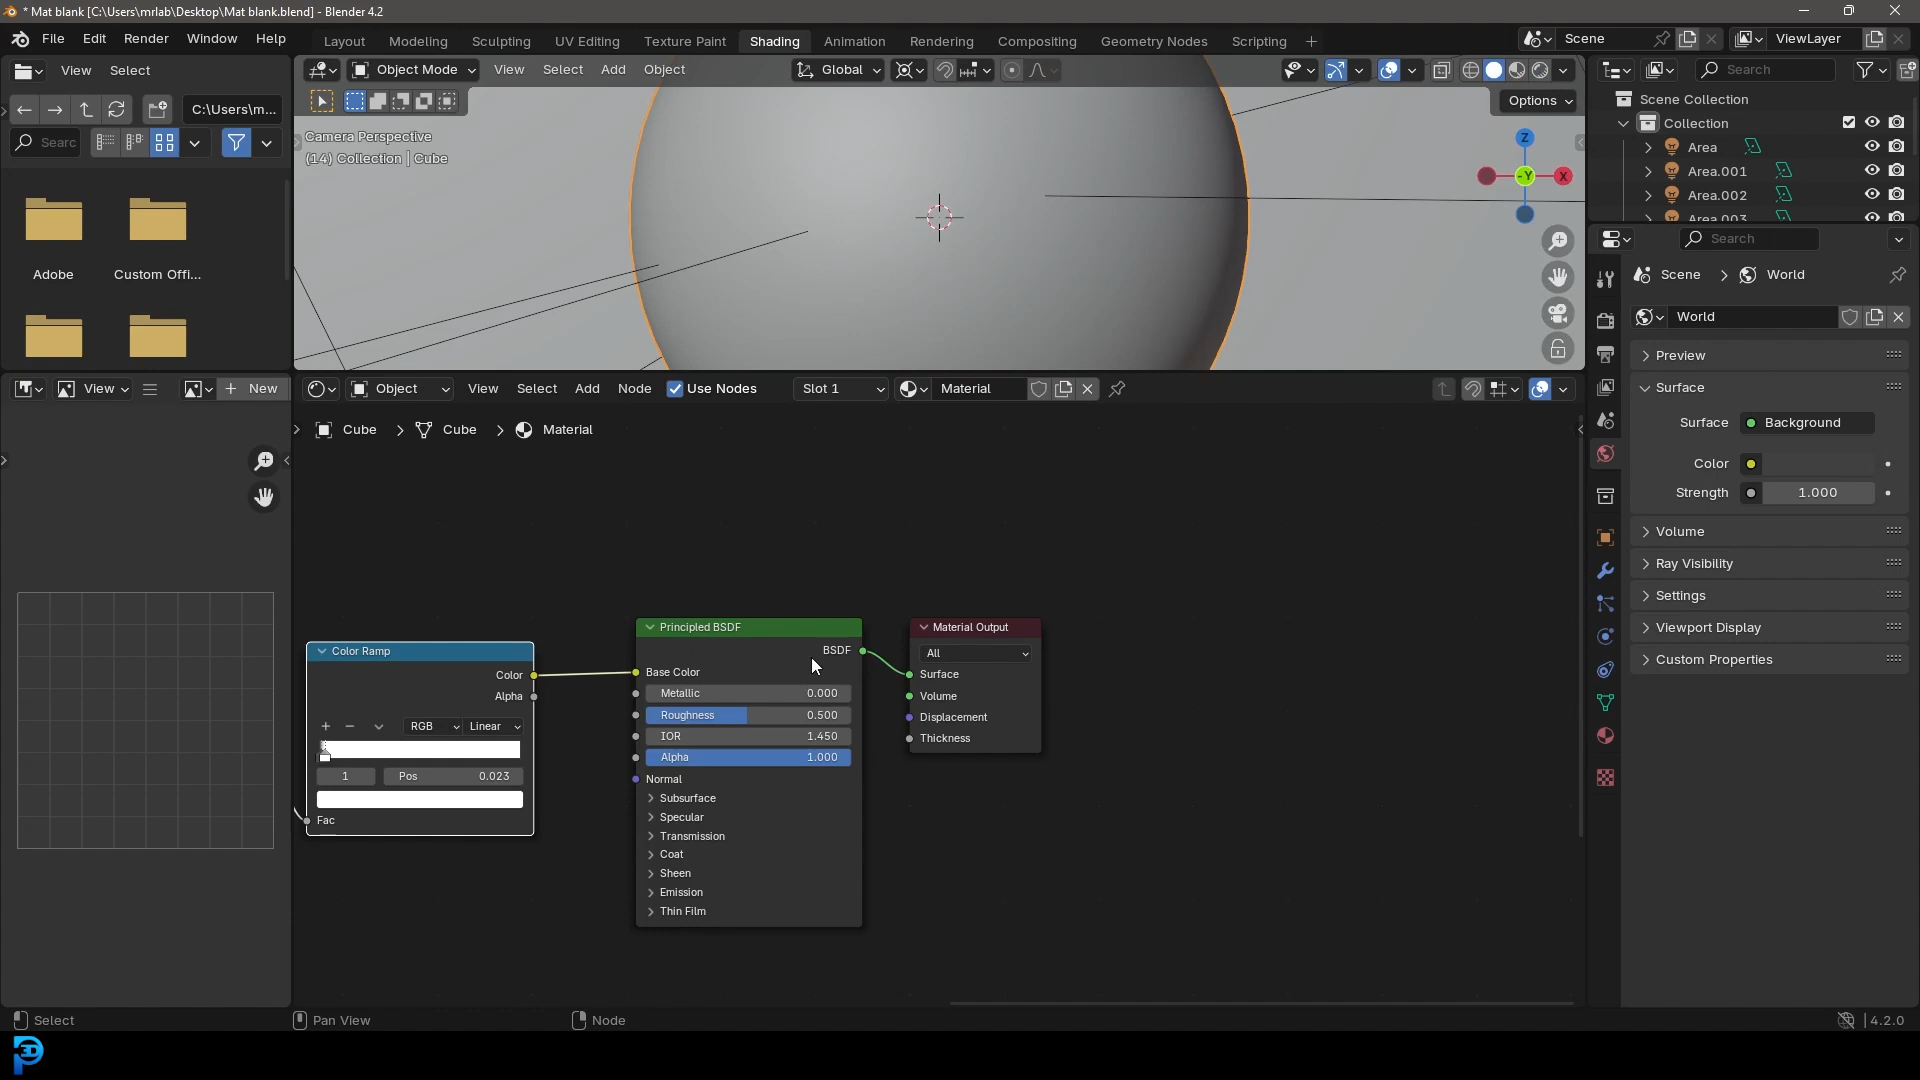 * Mat blank [C:\Users\mrlab\Desktop\Mat blank.blend] - Blender 4.2
File Edit Render Window Help
Layout Modeling Sculpting UV Editing Texture Paint Shading Animation Rendering Compositing Geometry Nodes Scripting +
Scene
ViewLayer
View Select
Object Mode View Select Add Object
Global
Search
C:\Users\m...
Searc
Options
Camera Perspective
(14) Collection | Cube
Z
-Y
X
Adobe
Custom Offi...
Scene Collection
Collection
Area
Area.001
Area.002
Area.003
Search
Scene > World
World
Preview
Surface
Surface Background
Color
Strength 1.000
Volume
Ray Visibility
Settings
Viewport Display
Custom Properties
View
+ New
Object View Select Add Node Use Nodes Slot 1 Material
Cube > Cube > Material
Color Ramp
Color
Alpha
+ − RGB Linear
1 Pos 0.023
Fac
Principled BSDF
BSDF
Base Color
Metallic 0.000
Roughness 0.500
IOR 1.450
Alpha 1.000
Normal
Subsurface
Specular
Transmission
Coat
Sheen
Emission
Thin Film
Material Output
All
Surface
Volume
Displacement
Thickness
Select
Pan View
Node
4.2.0
3D